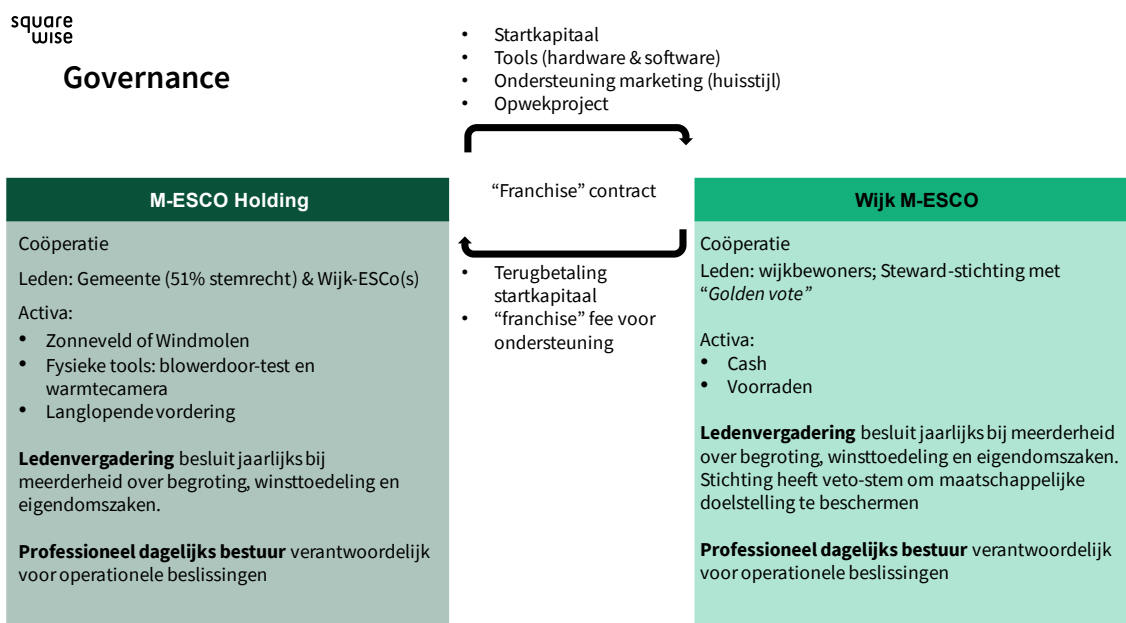 square
wise
Governance
• Startkapitaal
• Tools (hardware & software)
• Ondersteuning marketing (huisstijl)
• Opwekproject
M-ESCO Holding
Coöperatie
Leden: Gemeente (51% stemrecht) & Wijk-ESCo(s)
Activa:
• Zonneveld of Windmolen
• Fysieke tools: blowerdoor-test en
warmtecamera
• Langlopende vordering
Ledenvergadering besluit jaarlijks bij
meerderheid over begroting, winsttoedeling en
eigendomszaken.
Professioneel dagelijks bestuur verantwoordelijk
voor operationele beslissingen
“Franchise” contract
• Terugbetaling
startkapitaal
• “franchise” fee voor
ondersteuning
Wijk M-ESCO
Coöperatie
Leden: wijkbewoners; Steward-stichting met
“Golden vote”
Activa:
• Cash
• Voorraden
Ledenvergadering besluit jaarlijks bij meerderheid
over begroting, winsttoedeling en eigendomszaken.
Stichting heeft veto-stem om maatschappelijke
doelstelling te beschermen
Professioneel dagelijks bestuur verantwoordelijk
voor operationele beslissingen